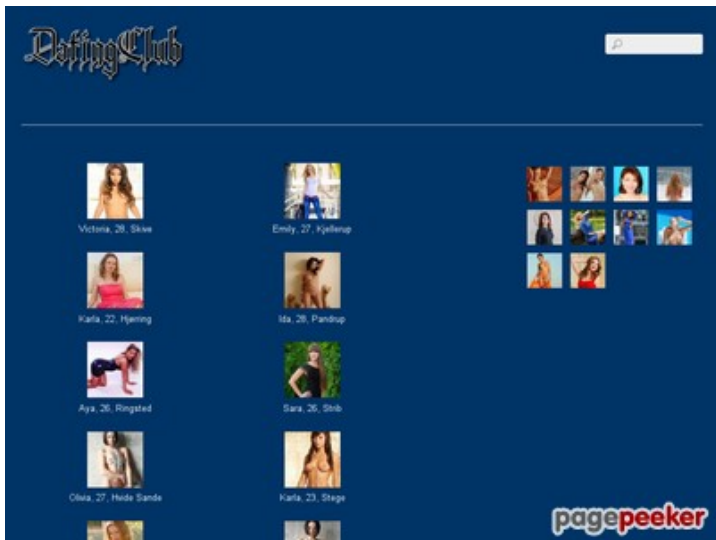 DatingClub
Victoria, 28, Skive
Emily, 27, Kjellerup
Karla, 22, Hjørring
Ida, 28, Pandrup
Aya, 26, Ringsted
Sara, 26, Strib
Olivia, 27, Hvide Sande
Karla, 23, Stege
pagepeeker